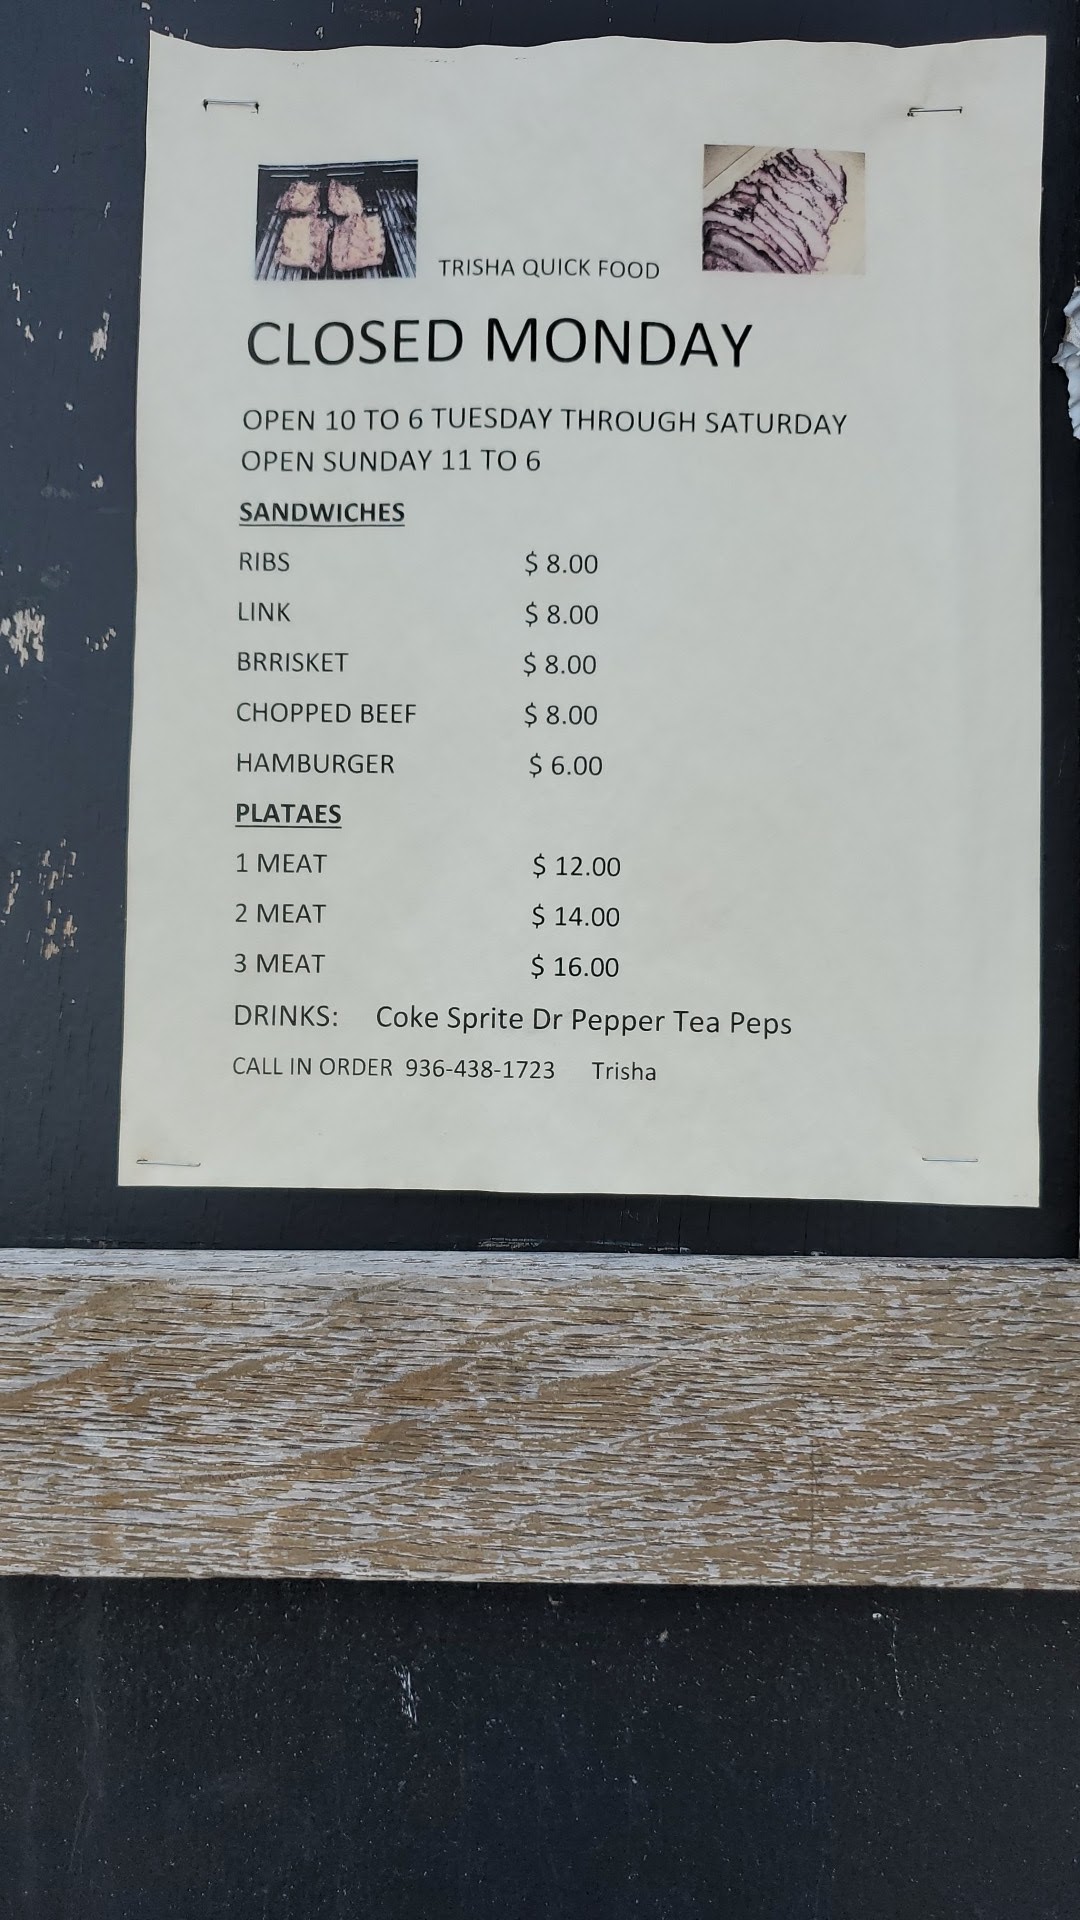 TRISHA QUICK FOOD
CLOSED MONDAY
OPEN 10 TO 6 TUESDAY THROUGH SATURDAY
OPEN SUNDAY 11 TO 6
SANDWICHES
RIBS $ 8.00
LINK $ 8.00
BRRISKET $ 8.00
CHOPPED BEEF $ 8.00
HAMBURGER $ 6.00
PLATAES
1 MEAT $ 12.00
2 MEAT $ 14.00
3 MEAT $ 16.00
DRINKS: Coke Sprite Dr Pepper Tea Peps
CALL IN ORDER 936-438-1723 Trisha